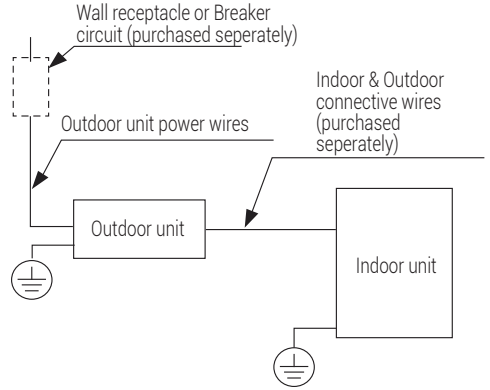 Wall receptacle or Breaker
circuit (purchased seperately)
Outdoor unit power wires
Indoor & Outdoor
connective wires
(purchased
seperately)
Outdoor unit
Indoor unit